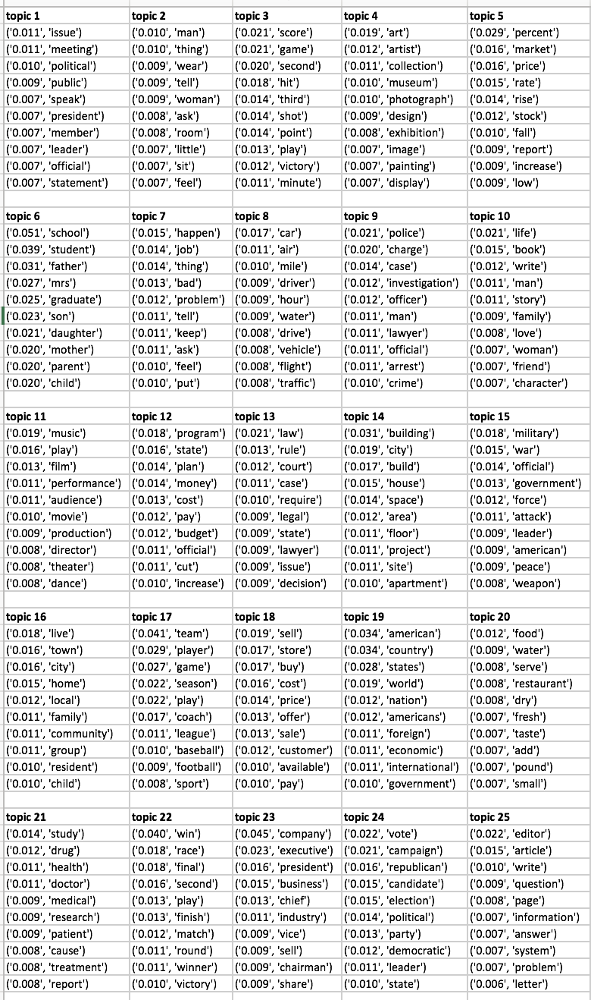 topic 1 topic 2 topic 3 topic 4 topic 5
('0.011', 'issue') ('0.010', 'man') ('0.021', 'score') ('0.019', 'art') ('0.029', 'percent')
('0.011', 'meeting') ('0.010', 'thing') ('0.021', 'game') ('0.012', 'artist') ('0.016', 'market')
('0.010', 'political') ('0.009', 'wear') ('0.020', 'second') ('0.011', 'collection') ('0.016', 'price')
('0.009', 'public') ('0.009', 'tell') ('0.018', 'hit') ('0.010', 'museum') ('0.015', 'rate')
('0.007', 'speak') ('0.009', 'woman') ('0.014', 'third') ('0.010', 'photograph') ('0.014', 'rise')
('0.007', 'president') ('0.008', 'ask') ('0.014', 'shot') ('0.009', 'design') ('0.012', 'stock')
('0.007', 'member') ('0.008', 'room') ('0.014', 'point') ('0.008', 'exhibition') ('0.010', 'fall')
('0.007', 'leader') ('0.007', 'little') ('0.013', 'play') ('0.007', 'image') ('0.009', 'report')
('0.007', 'official') ('0.007', 'sit') ('0.012', 'victory') ('0.007', 'painting') ('0.009', 'increase')
('0.007', 'statement') ('0.007', 'feel') ('0.011', 'minute') ('0.007', 'display') ('0.009', 'low')
topic 6 topic 7 topic 8 topic 9 topic 10
('0.051', 'school') ('0.015', 'happen') ('0.017', 'car') ('0.021', 'police') ('0.021', 'life')
('0.039', 'student') ('0.014', 'job') ('0.011', 'air') ('0.020', 'charge') ('0.015', 'book')
('0.031', 'father') ('0.014', 'thing') ('0.010', 'mile') ('0.014', 'case') ('0.012', 'write')
('0.027', 'mrs') ('0.013', 'bad') ('0.009', 'driver') ('0.012', 'investigation') ('0.011', 'man')
('0.025', 'graduate') ('0.012', 'problem') ('0.009', 'hour') ('0.012', 'officer') ('0.011', 'story')
('0.023', 'son') ('0.011', 'tell') ('0.009', 'water') ('0.011', 'man') ('0.009', 'family')
('0.021', 'daughter') ('0.011', 'keep') ('0.008', 'drive') ('0.011', 'lawyer') ('0.008', 'love')
('0.020', 'mother') ('0.011', 'ask') ('0.008', 'vehicle') ('0.011', 'official') ('0.007', 'woman')
('0.020', 'parent') ('0.010', 'feel') ('0.008', 'flight') ('0.011', 'arrest') ('0.007', 'friend')
('0.020', 'child') ('0.010', 'put') ('0.008', 'traffic') ('0.010', 'crime') ('0.007', 'character')
topic 11 topic 12 topic 13 topic 14 topic 15
('0.019', 'music') ('0.018', 'program') ('0.021', 'law') ('0.031', 'building') ('0.018', 'military')
('0.016', 'play') ('0.016', 'state') ('0.013', 'rule') ('0.019', 'city') ('0.015', 'war')
('0.013', 'film') ('0.014', 'plan') ('0.012', 'court') ('0.017', 'build') ('0.014', 'official')
('0.011', 'performance') ('0.014', 'money') ('0.011', 'case') ('0.015', 'house') ('0.013', 'government')
('0.011', 'audience') ('0.013', 'cost') ('0.010', 'require') ('0.014', 'space') ('0.012', 'force')
('0.010', 'movie') ('0.012', 'pay') ('0.009', 'legal') ('0.012', 'area') ('0.011', 'attack')
('0.009', 'production') ('0.012', 'budget') ('0.009', 'state') ('0.011', 'floor') ('0.009', 'leader')
('0.008', 'director') ('0.011', 'official') ('0.009', 'lawyer') ('0.011', 'project') ('0.009', 'american')
('0.008', 'theater') ('0.011', 'cut') ('0.009', 'issue') ('0.011', 'site') ('0.009', 'peace')
('0.008', 'dance') ('0.010', 'increase') ('0.009', 'decision') ('0.010', 'apartment') ('0.008', 'weapon')
topic 16 topic 17 topic 18 topic 19 topic 20
('0.018', 'live') ('0.041', 'team') ('0.019', 'sell') ('0.034', 'american') ('0.012', 'food')
('0.016', 'town') ('0.029', 'player') ('0.017', 'store') ('0.034', 'country') ('0.009', 'water')
('0.016', 'city') ('0.027', 'game') ('0.017', 'buy') ('0.028', 'states') ('0.008', 'serve')
('0.015', 'home') ('0.022', 'season') ('0.016', 'cost') ('0.019', 'world') ('0.008', 'restaurant')
('0.012', 'local') ('0.022', 'play') ('0.014', 'price') ('0.012', 'nation') ('0.008', 'dry')
('0.011', 'family') ('0.017', 'coach') ('0.013', 'offer') ('0.012', 'americans') ('0.007', 'fresh')
('0.011', 'community') ('0.011', 'league') ('0.013', 'sale') ('0.011', 'foreign') ('0.007', 'taste')
('0.011', 'group') ('0.010', 'baseball') ('0.012', 'customer') ('0.011', 'economic') ('0.007', 'add')
('0.010', 'resident') ('0.009', 'football') ('0.010', 'available') ('0.011', 'international') ('0.007', 'pound')
('0.010', 'child') ('0.008', 'sport') ('0.010', 'pay') ('0.010', 'government') ('0.007', 'small')
topic 21 topic 22 topic 23 topic 24 topic 25
('0.014', 'study') ('0.040', 'win') ('0.045', 'company') ('0.022', 'vote') ('0.022', 'editor')
('0.012', 'drug') ('0.018', 'race') ('0.023', 'executive') ('0.021', 'campaign') ('0.015', 'article')
('0.011', 'health') ('0.018', 'final') ('0.016', 'president') ('0.016', 'republican') ('0.010', 'write')
('0.011', 'doctor') ('0.016', 'second') ('0.015', 'business') ('0.015', 'candidate') ('0.009', 'question')
('0.009', 'medical') ('0.013', 'play') ('0.013', 'chief') ('0.015', 'election') ('0.008', 'page')
('0.009', 'research') ('0.013', 'finish') ('0.011', 'industry') ('0.014', 'political') ('0.007', 'information')
('0.009', 'patient') ('0.012', 'match') ('0.009', 'vice') ('0.013', 'party') ('0.007', 'answer')
('0.008', 'cause') ('0.011', 'round') ('0.009', 'sell') ('0.012', 'democratic') ('0.007', 'system')
('0.008', 'treatment') ('0.011', 'winner') ('0.009', 'chairman') ('0.011', 'leader') ('0.007', 'problem')
('0.008', 'report') ('0.010', 'victory') ('0.009', 'share') ('0.010', 'state') ('0.006', 'letter')